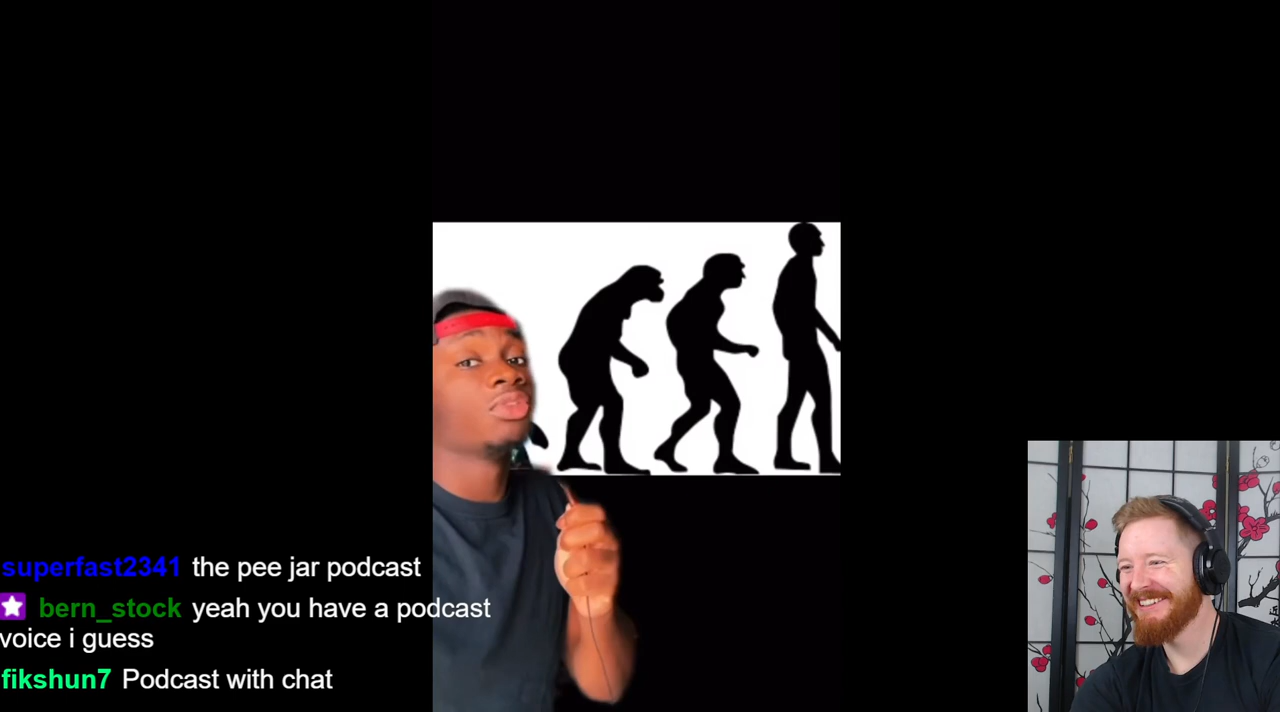 superfast2341 the pee jar podcast
bern_stock yeah you have a podcast
voice i guess
fikshun7 Podcast with chat